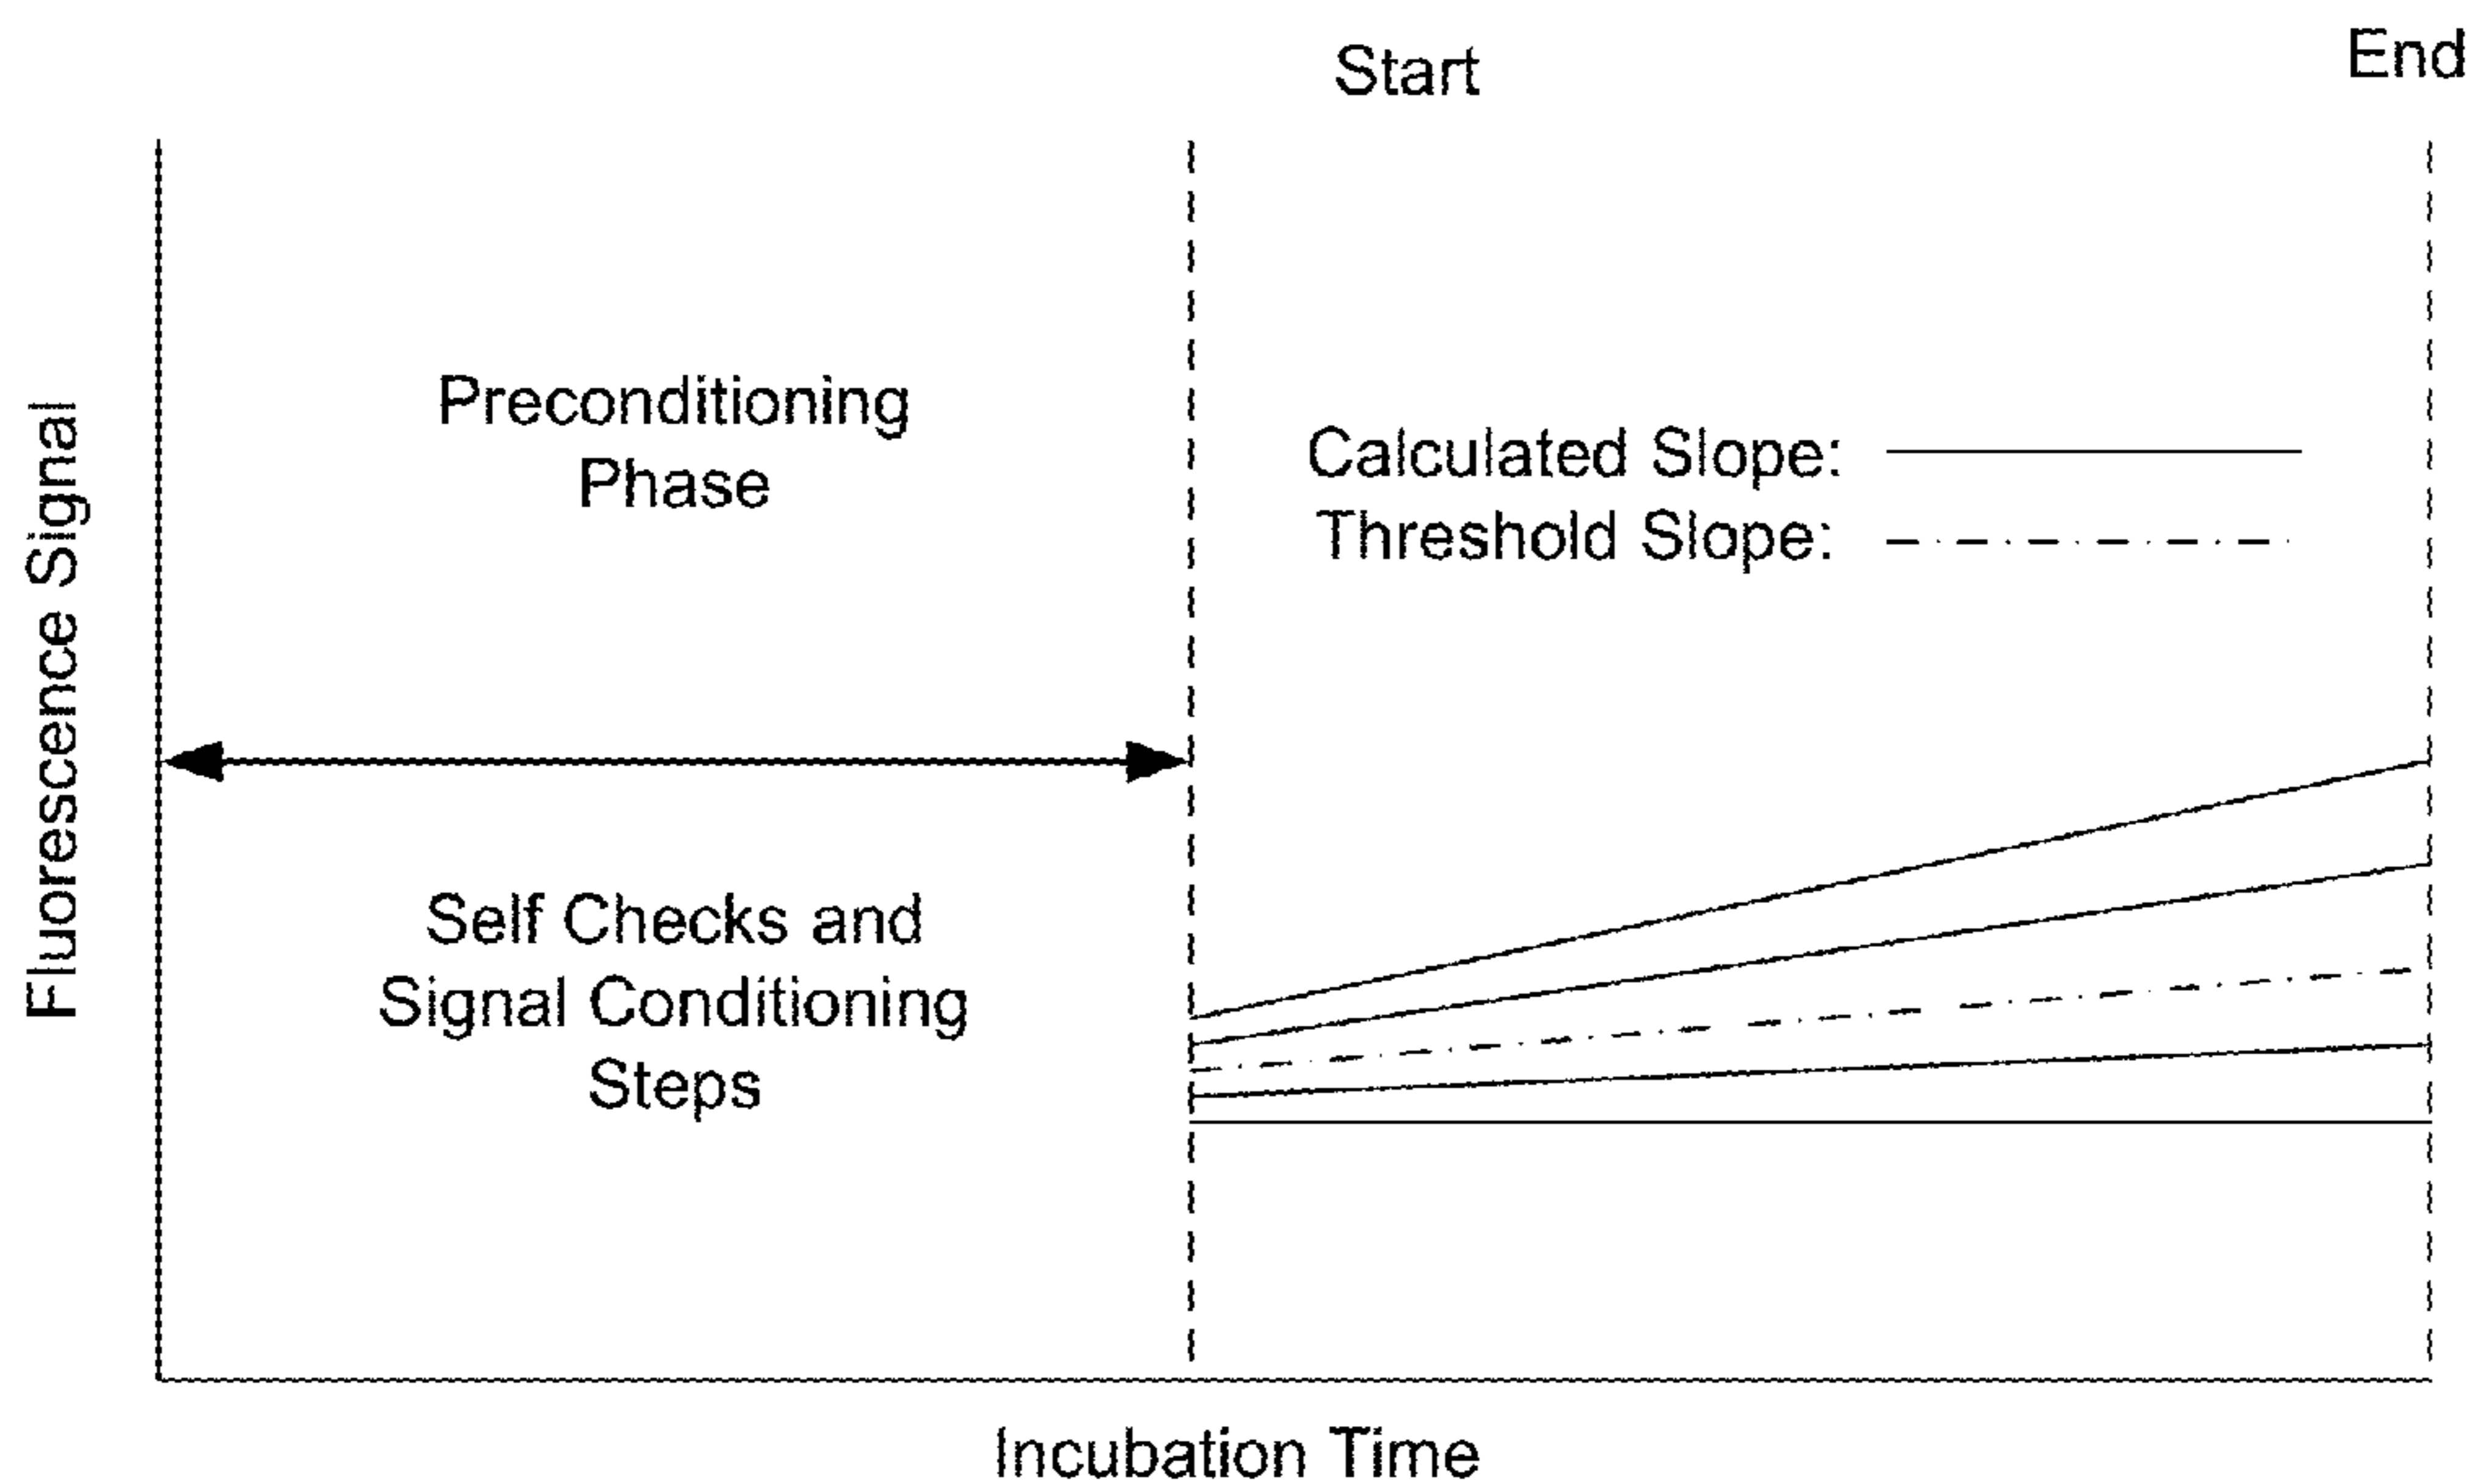 Start
End
Fluorescence Signal
Preconditioning
Phase
Calculated Slope:
Threshold Slope:
Self Checks and
Signal Conditioning
Steps
Incubation Time